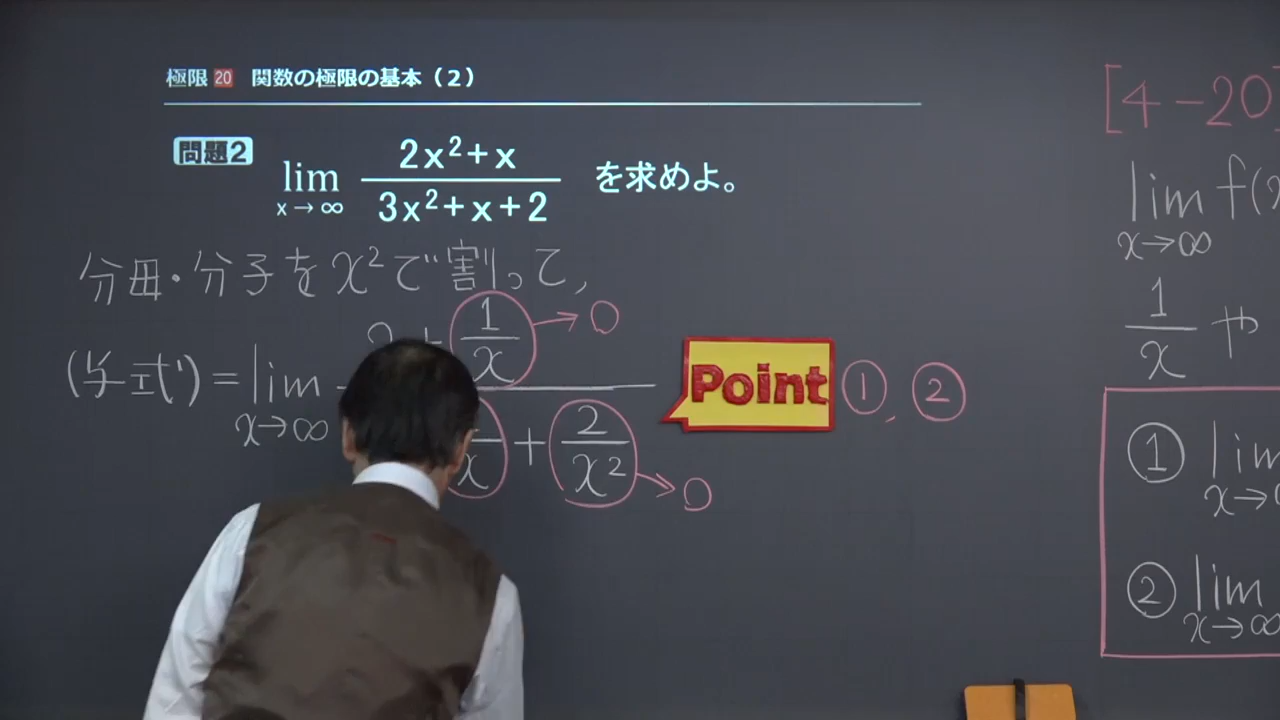 極限 20 関数の極限の基本（2）
問題2 lim x→∞ 2x²+x / 3x²+x+2 を求めよ。
分母・分子をx²で割って,
(与式) = lim x→∞ 2 + 1/x → 0
x + 2/x² → 0
Point ①, ②
[4-20]
lim x→∞ f(x
1/x や
① lim x→
② lim x→∞